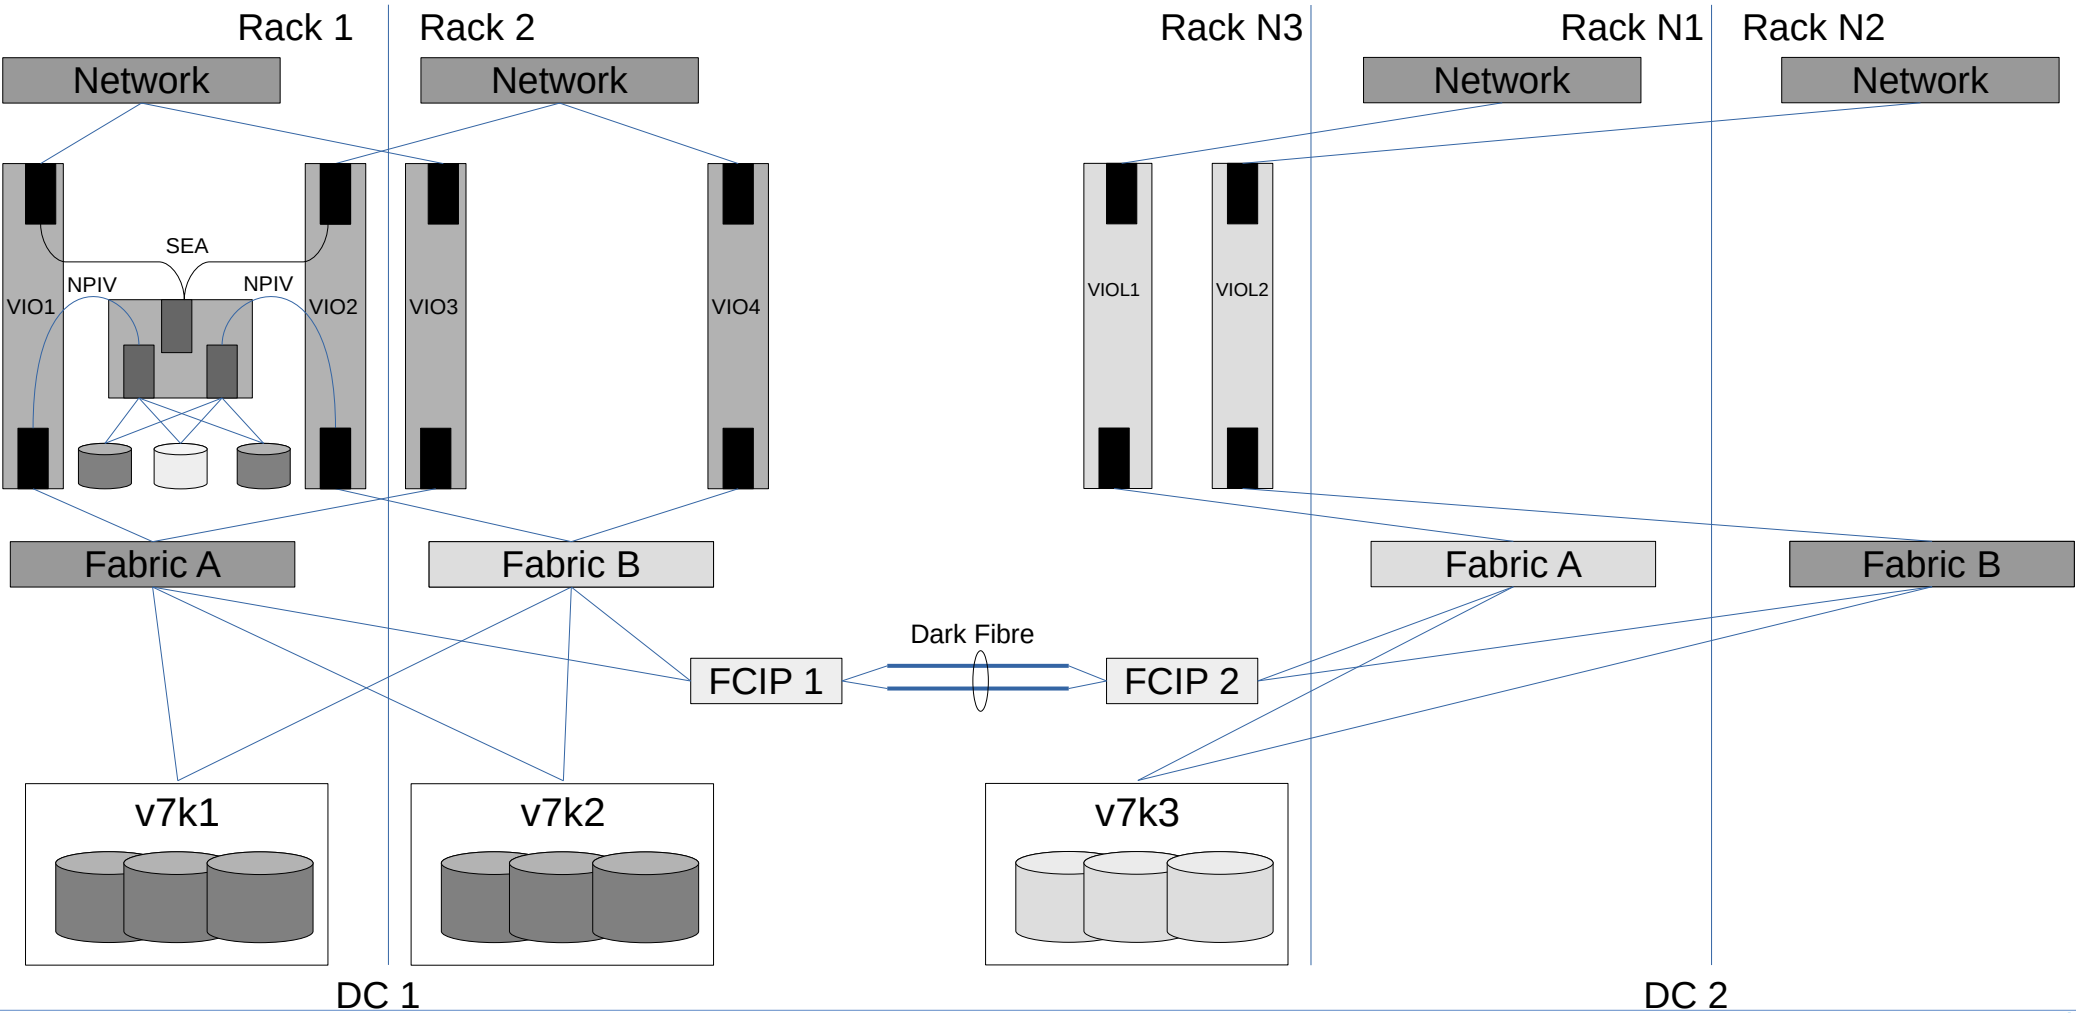 Rack 1
Rack 2
Rack N3
Rack N1
Rack N2
Network
Network
Network
Network
SEA
NPIV
NPIV
VIO1
VIO2
VIO3
VIO4
VIOL1
VIOL2
Fabric A
Fabric B
Fabric A
Fabric B
Dark Fibre
FCIP 1
FCIP 2
v7k1
v7k2
v7k3
DC 1
DC 2